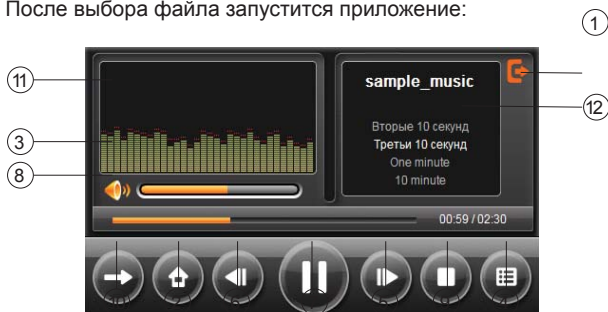 После выбора файла запустится приложение:
1
11
sample_music
12
Вторые 10 секунд
3
Третьи 10 секунд
One minute
8
10 minute
00:59 / 02:30